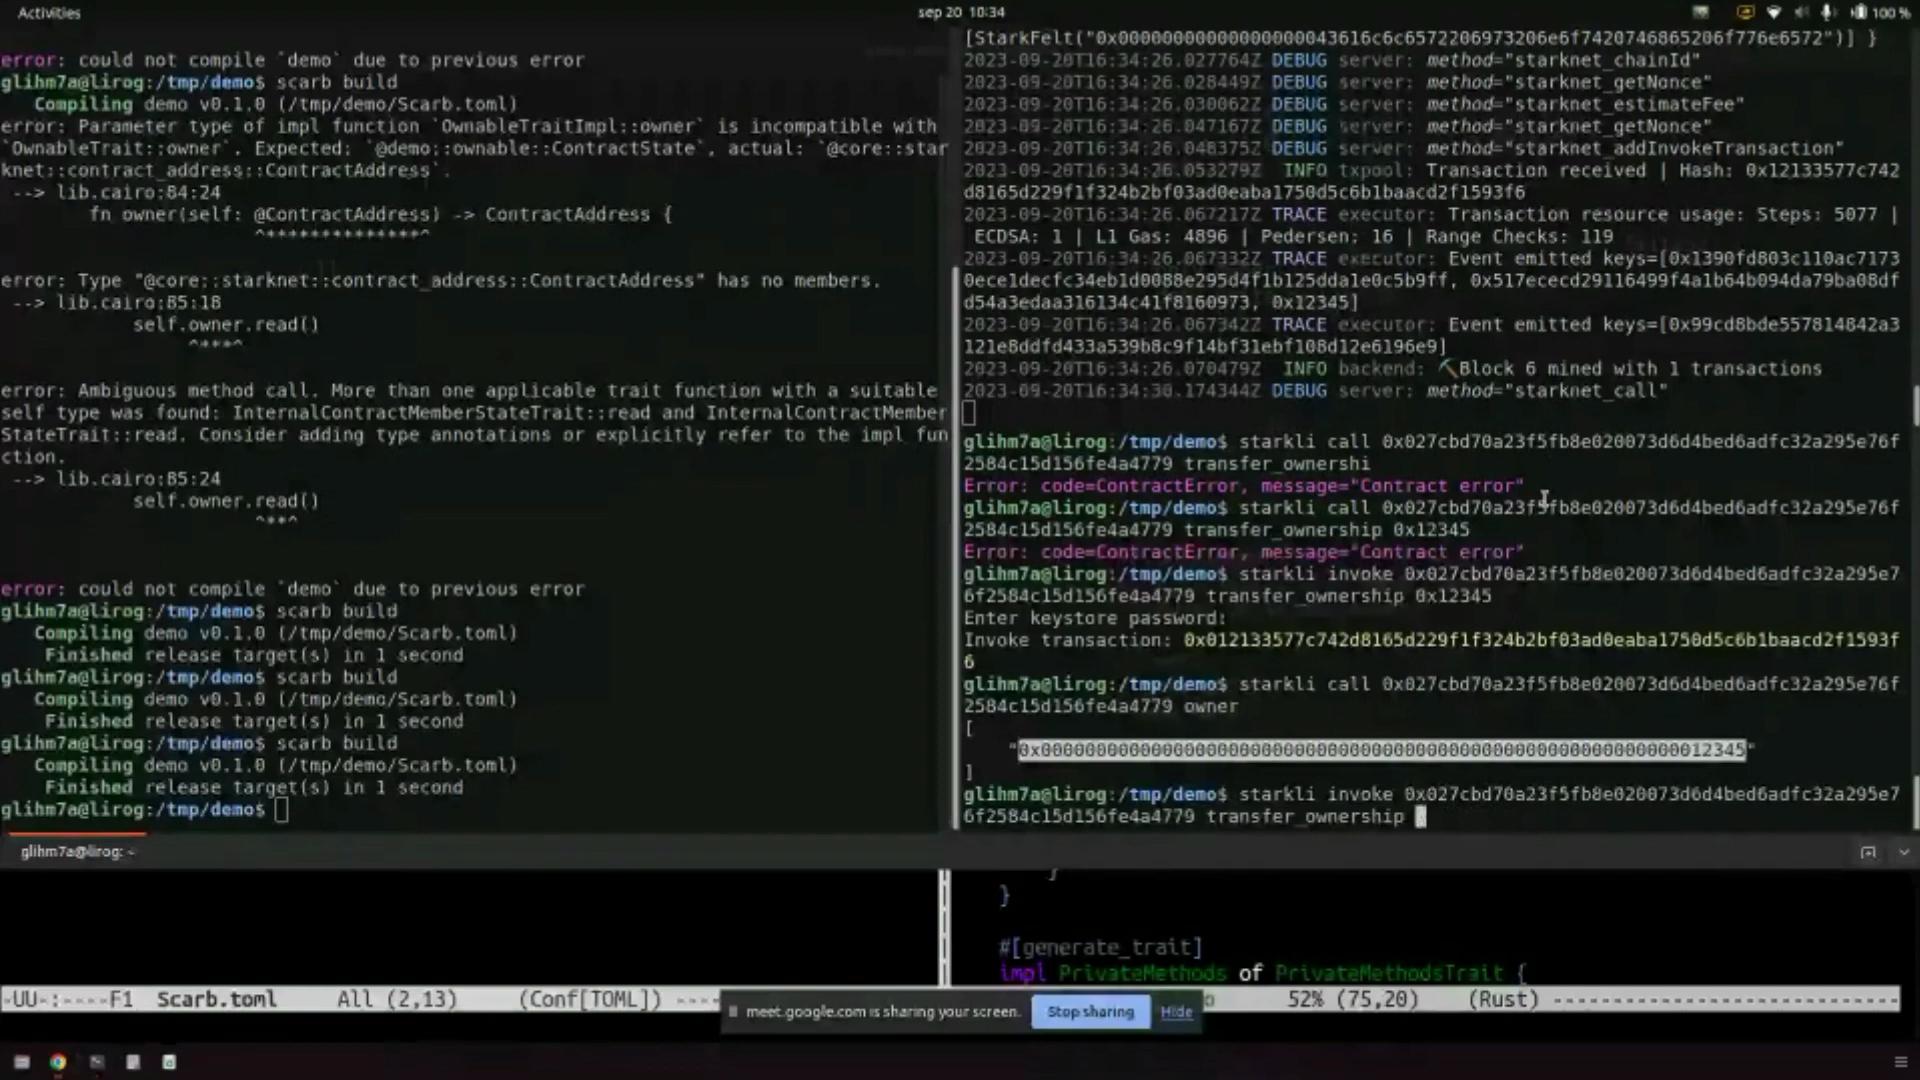 Activities
sep 20 10:34
100 %
error: could not compile `demo` due to previous error
glihm7a@lirog:/tmp/demo$ scarb build
Compiling demo v0.1.0 (/tmp/demo/Scarb.toml)
error: Parameter type of impl function `OwnableTraitImpl::owner` is incompatible with
`OwnableTrait::owner`. Expected: `@demo::ownable::ContractState`, actual: `@core::star
knet::contract_address::ContractAddress`.
--> lib.cairo:84:24
fn owner(self: @ContractAddress) -> ContractAddress {
^**************^
error: Type "@core::starknet::contract_address::ContractAddress" has no members.
--> lib.cairo:85:18
self.owner.read()
^***^
error: Ambiguous method call. More than one applicable trait function with a suitable
self type was found: InternalContractMemberStateTrait::read and InternalContractMember
StateTrait::read. Consider adding type annotations or explicitly refer to the impl fun
ction.
--> lib.cairo:85:24
self.owner.read()
^**^
error: could not compile `demo` due to previous error
glihm7a@lirog:/tmp/demo$ scarb build
Compiling demo v0.1.0 (/tmp/demo/Scarb.toml)
Finished release target(s) in 1 second
glihm7a@lirog:/tmp/demo$ scarb build
Compiling demo v0.1.0 (/tmp/demo/Scarb.toml)
Finished release target(s) in 1 second
glihm7a@lirog:/tmp/demo$ scarb build
Compiling demo v0.1.0 (/tmp/demo/Scarb.toml)
Finished release target(s) in 1 second
glihm7a@lirog:/tmp/demo$
[StarkFelt("0x00000000000000000043616c6c6572206973206e6f7420746865206f776e6572")] }
2023-09-20T16:34:26.027764Z DEBUG server: method="starknet_chainId"
2023-09-20T16:34:26.028449Z DEBUG server: method="starknet_getNonce"
2023-09-20T16:34:26.030062Z DEBUG server: method="starknet_estimateFee"
2023-09-20T16:34:26.047167Z DEBUG server: method="starknet_getNonce"
2023-09-20T16:34:26.048375Z DEBUG server: method="starknet_addInvokeTransaction"
2023-09-20T16:34:26.053279Z INFO txpool: Transaction received | Hash: 0x12133577c742
d8165d229f1f324b2bf03ad0eaba1750d5c6b1baacd2f1593f6
2023-09-20T16:34:26.067217Z TRACE executor: Transaction resource usage: Steps: 5077 |
ECDSA: 1 | L1 Gas: 4896 | Pedersen: 16 | Range Checks: 119
2023-09-20T16:34:26.067332Z TRACE executor: Event emitted keys=[0x1390fd803c110ac7173
0ece1decfc34eb1d0088e295d4f1b125dda1e0c5b9ff, 0x517ececd29116499f4a1b64b094da79ba08df
d54a3edaa316134c41f8160973, 0x12345]
2023-09-20T16:34:26.067342Z TRACE executor: Event emitted keys=[0x99cd8bde557814842a3
121e8ddfd433a539b8c9f14bf31ebf108d12e6196e9]
2023-09-20T16:34:26.070479Z INFO backend: ⛏Block 6 mined with 1 transactions
2023-09-20T16:34:30.174344Z DEBUG server: method="starknet_call"
glihm7a@lirog:/tmp/demo$ starkli call 0x027cbd70a23f5fb8e020073d6d4bed6adfc32a295e76f
2584c15d156fe4a4779 transfer_ownershi
Error: code=ContractError, message="Contract error"
glihm7a@lirog:/tmp/demo$ starkli call 0x027cbd70a23f5fb8e020073d6d4bed6adfc32a295e76f
2584c15d156fe4a4779 transfer_ownership 0x12345
Error: code=ContractError, message="Contract error"
glihm7a@lirog:/tmp/demo$ starkli invoke 0x027cbd70a23f5fb8e020073d6d4bed6adfc32a295e7
6f2584c15d156fe4a4779 transfer_ownership 0x12345
Enter keystore password:
Invoke transaction: 0x012133577c742d8165d229f1f324b2bf03ad0eaba1750d5c6b1baacd2f1593f
6
glihm7a@lirog:/tmp/demo$ starkli call 0x027cbd70a23f5fb8e020073d6d4bed6adfc32a295e76f
2584c15d156fe4a4779 owner
[
"0x0000000000000000000000000000000000000000000000000000000000012345"
]
glihm7a@lirog:/tmp/demo$ starkli invoke 0x027cbd70a23f5fb8e020073d6d4bed6adfc32a295e7
6f2584c15d156fe4a4779 transfer_ownership
glihm7a@lirog: ~
}
}
#[generate_trait]
impl PrivateMethods of PrivateMethodsTrait {
-UU-:----F1 Scarb.toml All (2,13) (Conf[TOML]) ----
52% (75,20) (Rust) --------------------------------
meet.google.com is sharing your screen.
Stop sharing
Hide